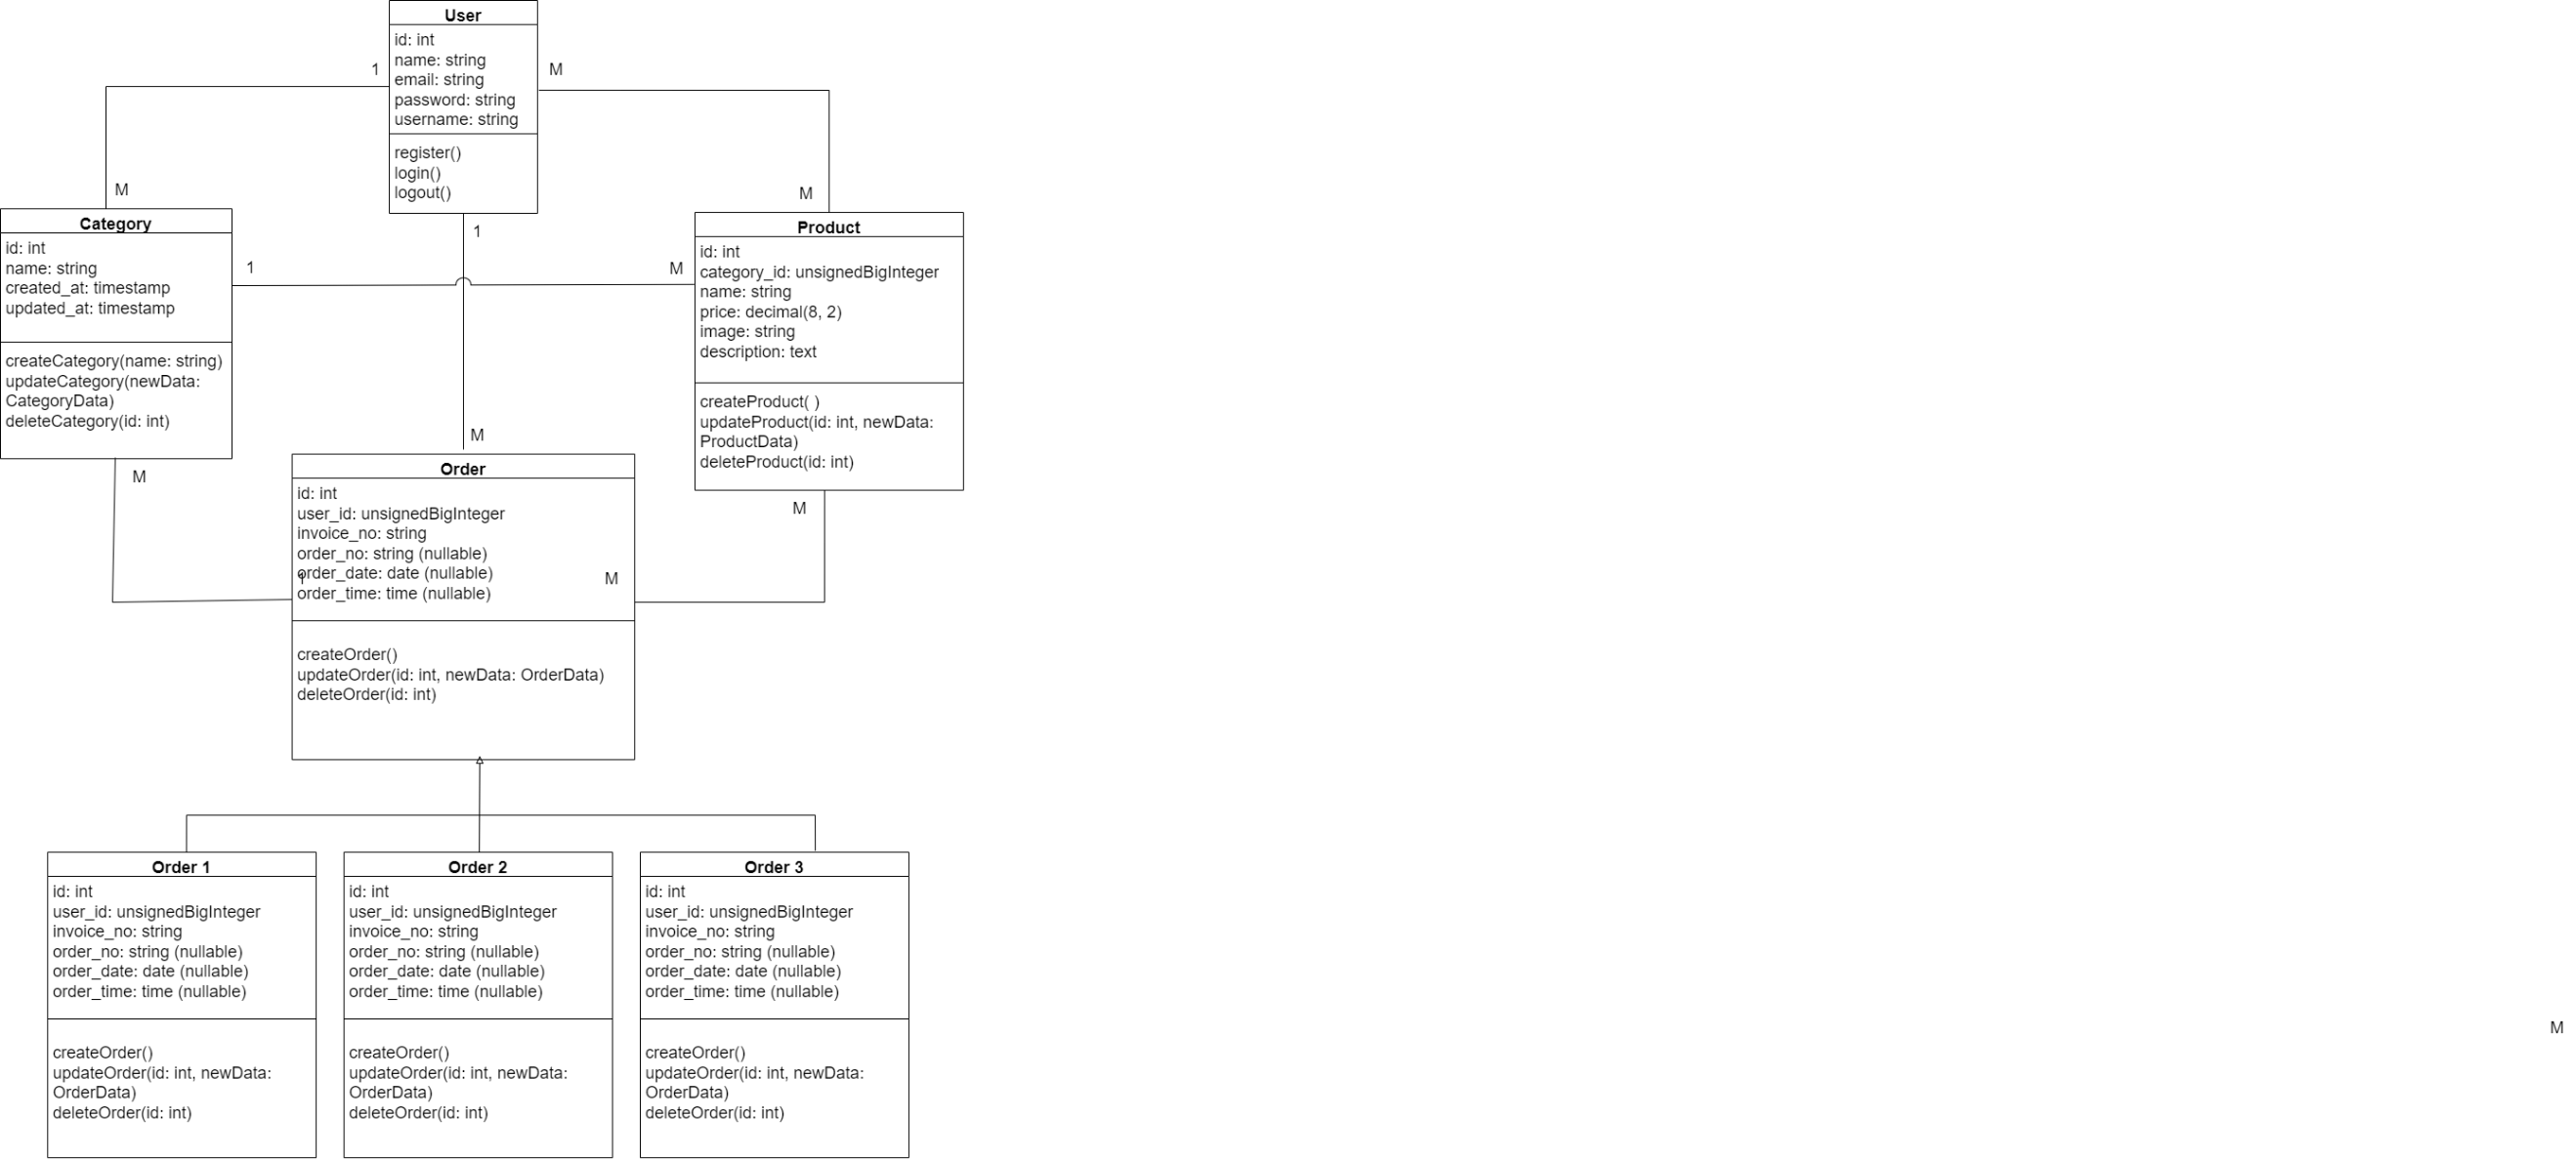 User
id: int
name: string
email: string
password: string
username: string
register()
login()
logout()
1
M
M
M
Category
id: int
name: string
created_at: timestamp
updated_at: timestamp
createCategory(name: string)
updateCategory(newData:
CategoryData)
deleteCategory(id: int)
1
1
M
Product
id: int
category_id: unsignedBigInteger
name: string
price: decimal(8, 2)
image: string
description: text
createProduct( )
updateProduct(id: int, newData:
ProductData)
deleteProduct(id: int)
M
M
M
Order
id: int
user_id: unsignedBigInteger
invoice_no: string
order_no: string (nullable)
order_date: date (nullable)
order_time: time (nullable)
1
M
createOrder()
updateOrder(id: int, newData: OrderData)
deleteOrder(id: int)
Order 1
id: int
user_id: unsignedBigInteger
invoice_no: string
order_no: string (nullable)
order_date: date (nullable)
order_time: time (nullable)
createOrder()
updateOrder(id: int, newData:
OrderData)
deleteOrder(id: int)
Order 2
id: int
user_id: unsignedBigInteger
invoice_no: string
order_no: string (nullable)
order_date: date (nullable)
order_time: time (nullable)
createOrder()
updateOrder(id: int, newData:
OrderData)
deleteOrder(id: int)
Order 3
id: int
user_id: unsignedBigInteger
invoice_no: string
order_no: string (nullable)
order_date: date (nullable)
order_time: time (nullable)
createOrder()
updateOrder(id: int, newData:
OrderData)
deleteOrder(id: int)
M